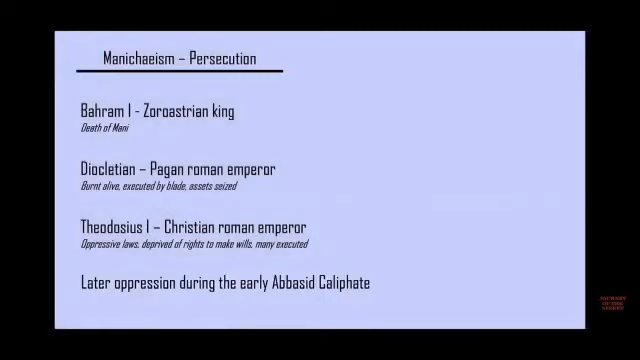 Manichaeism – Persecution
Bahram I - Zoroastrian king
Death of Mani
Diocletian – Pagan roman emperor
Burnt alive, executed by blade, assets seized
Theodosius I – Christian roman emperor
Oppressive laws, deprived of rights to make wills, many executed
Later oppression during the early Abbasid Caliphate